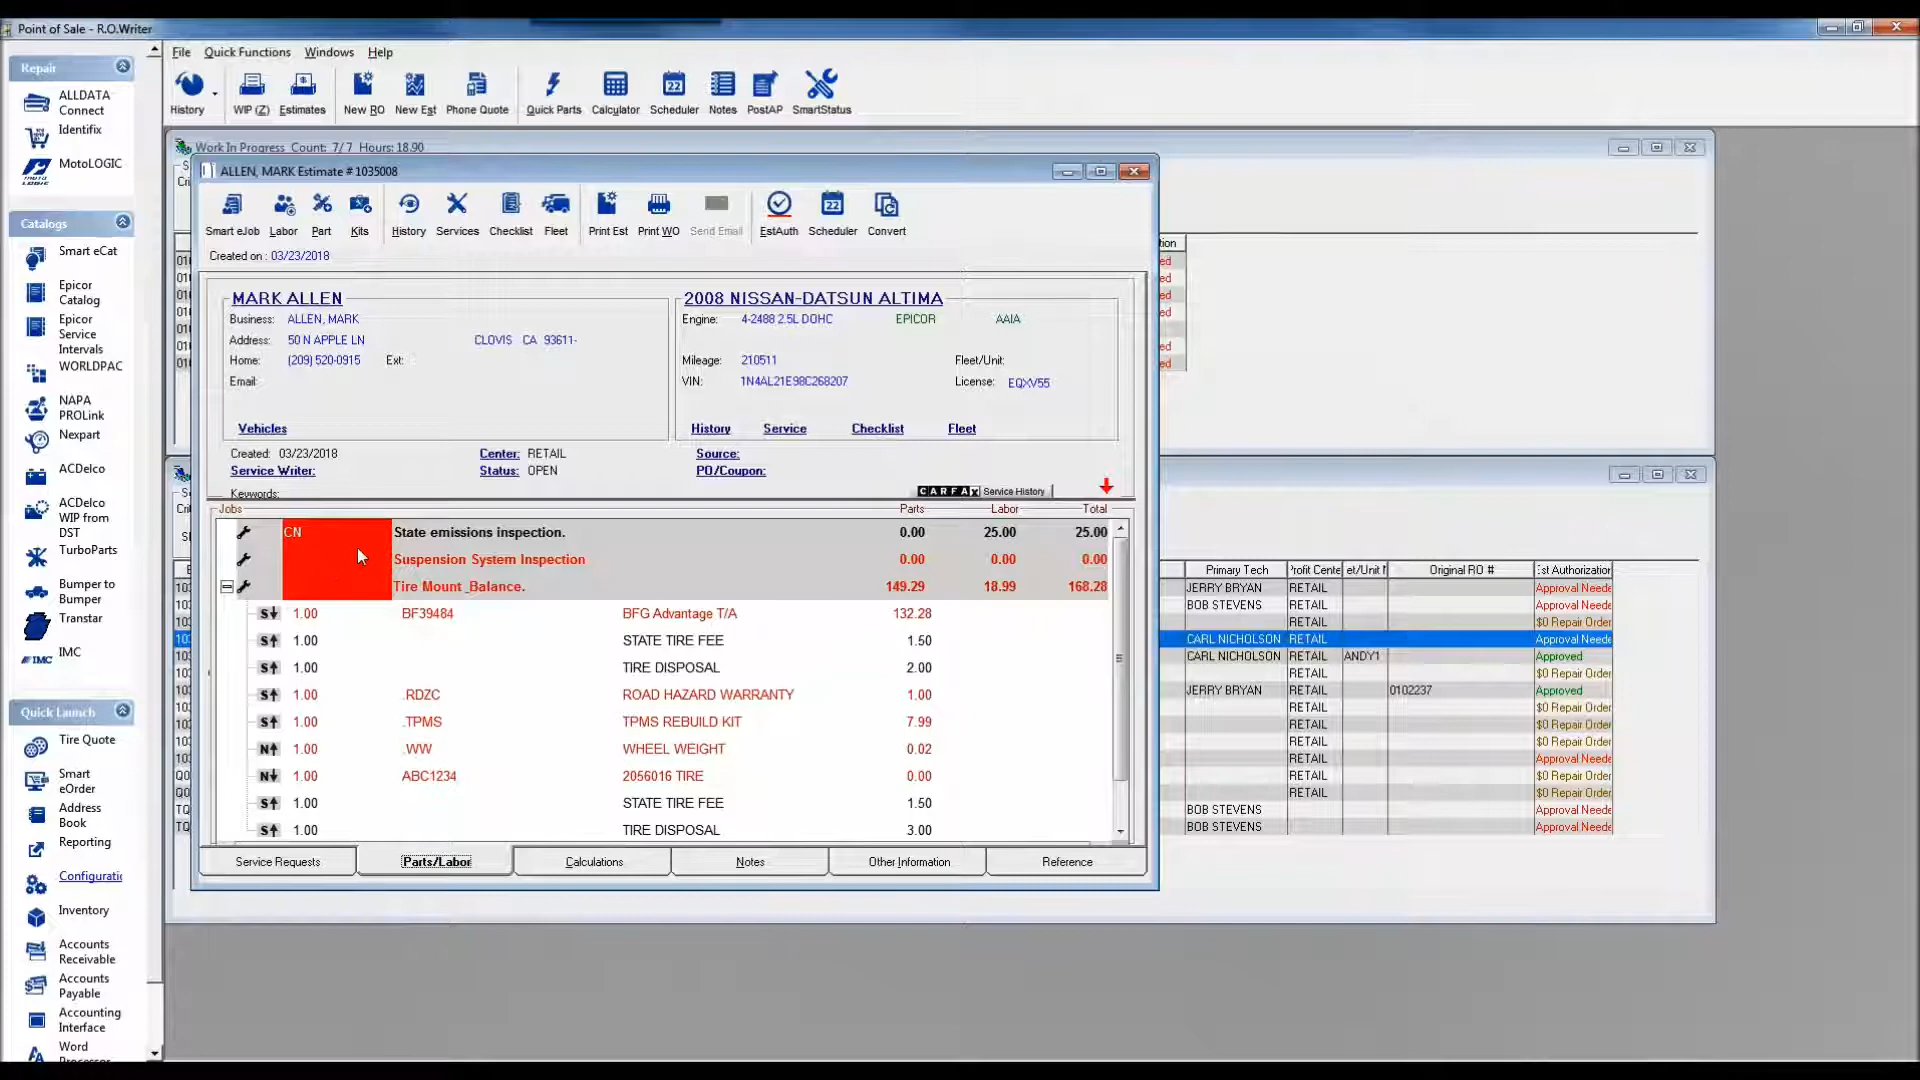 Point of Sale - R.O.Writer
File Quick Functions Windows Help
History WIP (Z) Estimates New RO New Est Phone Quote Quick Parts Calculator Scheduler Notes PostAP SmartStatus
Repair
ALLDATA
Connect
Identifix
MotoLOGIC
Catalogs
Smart eCat
Epicor
Catalog
Epicor
Service
Intervals
WORLDPAC
NAPA
PROLink
Nexpart
ACDelco
ACDelco
WIP from
DST
TurboParts
Bumper to
Bumper
Transtar
IMC
Quick Launch
Tire Quote
Smart
eOrder
Address
Book
Reporting
Configuratic
Inventory
Accounts
Receivable
Accounts
Payable
Accounting
Interface
Word
Work In Progress Count: 7/ 7 Hours: 18.90
ALLEN, MARK Estimate # 1035008
Smart eJob Labor Part Kits History Services Checklist Fleet Print Est Print WO Send Email EstAuth Scheduler Convert
Created on : 03/23/2018
MARK ALLEN
Business: ALLEN, MARK
Address: 50 N APPLE LN CLOVIS CA 93611-
Home: (209) 520-0915 Ext:
Email:
Vehicles
2008 NISSAN-DATSUN ALTIMA
Engine: 4-2488 2.5L DOHC EPICOR AAIA
Mileage: 210511 Fleet/Unit:
VIN: 1N4AL21E98C268207 License: EQXV55
History Service Checklist Fleet
Created: 03/23/2018 Center: RETAIL Source:
Service Writer: Status: OPEN PO/Coupon:
Keywords:
CARFAX Service History
Jobs Parts Labor Total
CN State emissions inspection. 0.00 25.00 25.00
Suspension System Inspection 0.00 0.00 0.00
Tire Mount _Balance. 149.29 18.99 168.28
S 1.00 BF39484 BFG Advantage T/A 132.28
S 1.00 STATE TIRE FEE 1.50
S 1.00 TIRE DISPOSAL 2.00
S 1.00 .RDZC ROAD HAZARD WARRANTY 1.00
S 1.00 .TPMS TPMS REBUILD KIT 7.99
N 1.00 .WW WHEEL WEIGHT 0.02
N 1.00 ABC1234 2056016 TIRE 0.00
S 1.00 STATE TIRE FEE 1.50
S 1.00 TIRE DISPOSAL 3.00
Service Requests Parts/Labor Calculations Notes Other Information Reference
Primary Tech Original RO #
JERRY BRYAN RETAIL Approval Neede
BOB STEVENS RETAIL Approval Neede
RETAIL $0 Repair Order
CARL NICHOLSON RETAIL Approval Neede
CARL NICHOLSON RETAIL ANDY1 Approved
RETAIL $0 Repair Order
JERRY BRYAN RETAIL 0102237 Approved
RETAIL $0 Repair Order
RETAIL $0 Repair Order
RETAIL $0 Repair Order
RETAIL Approval Neede
RETAIL $0 Repair Order
RETAIL $0 Repair Order
BOB STEVENS Approval Neede
BOB STEVENS Approval Neede